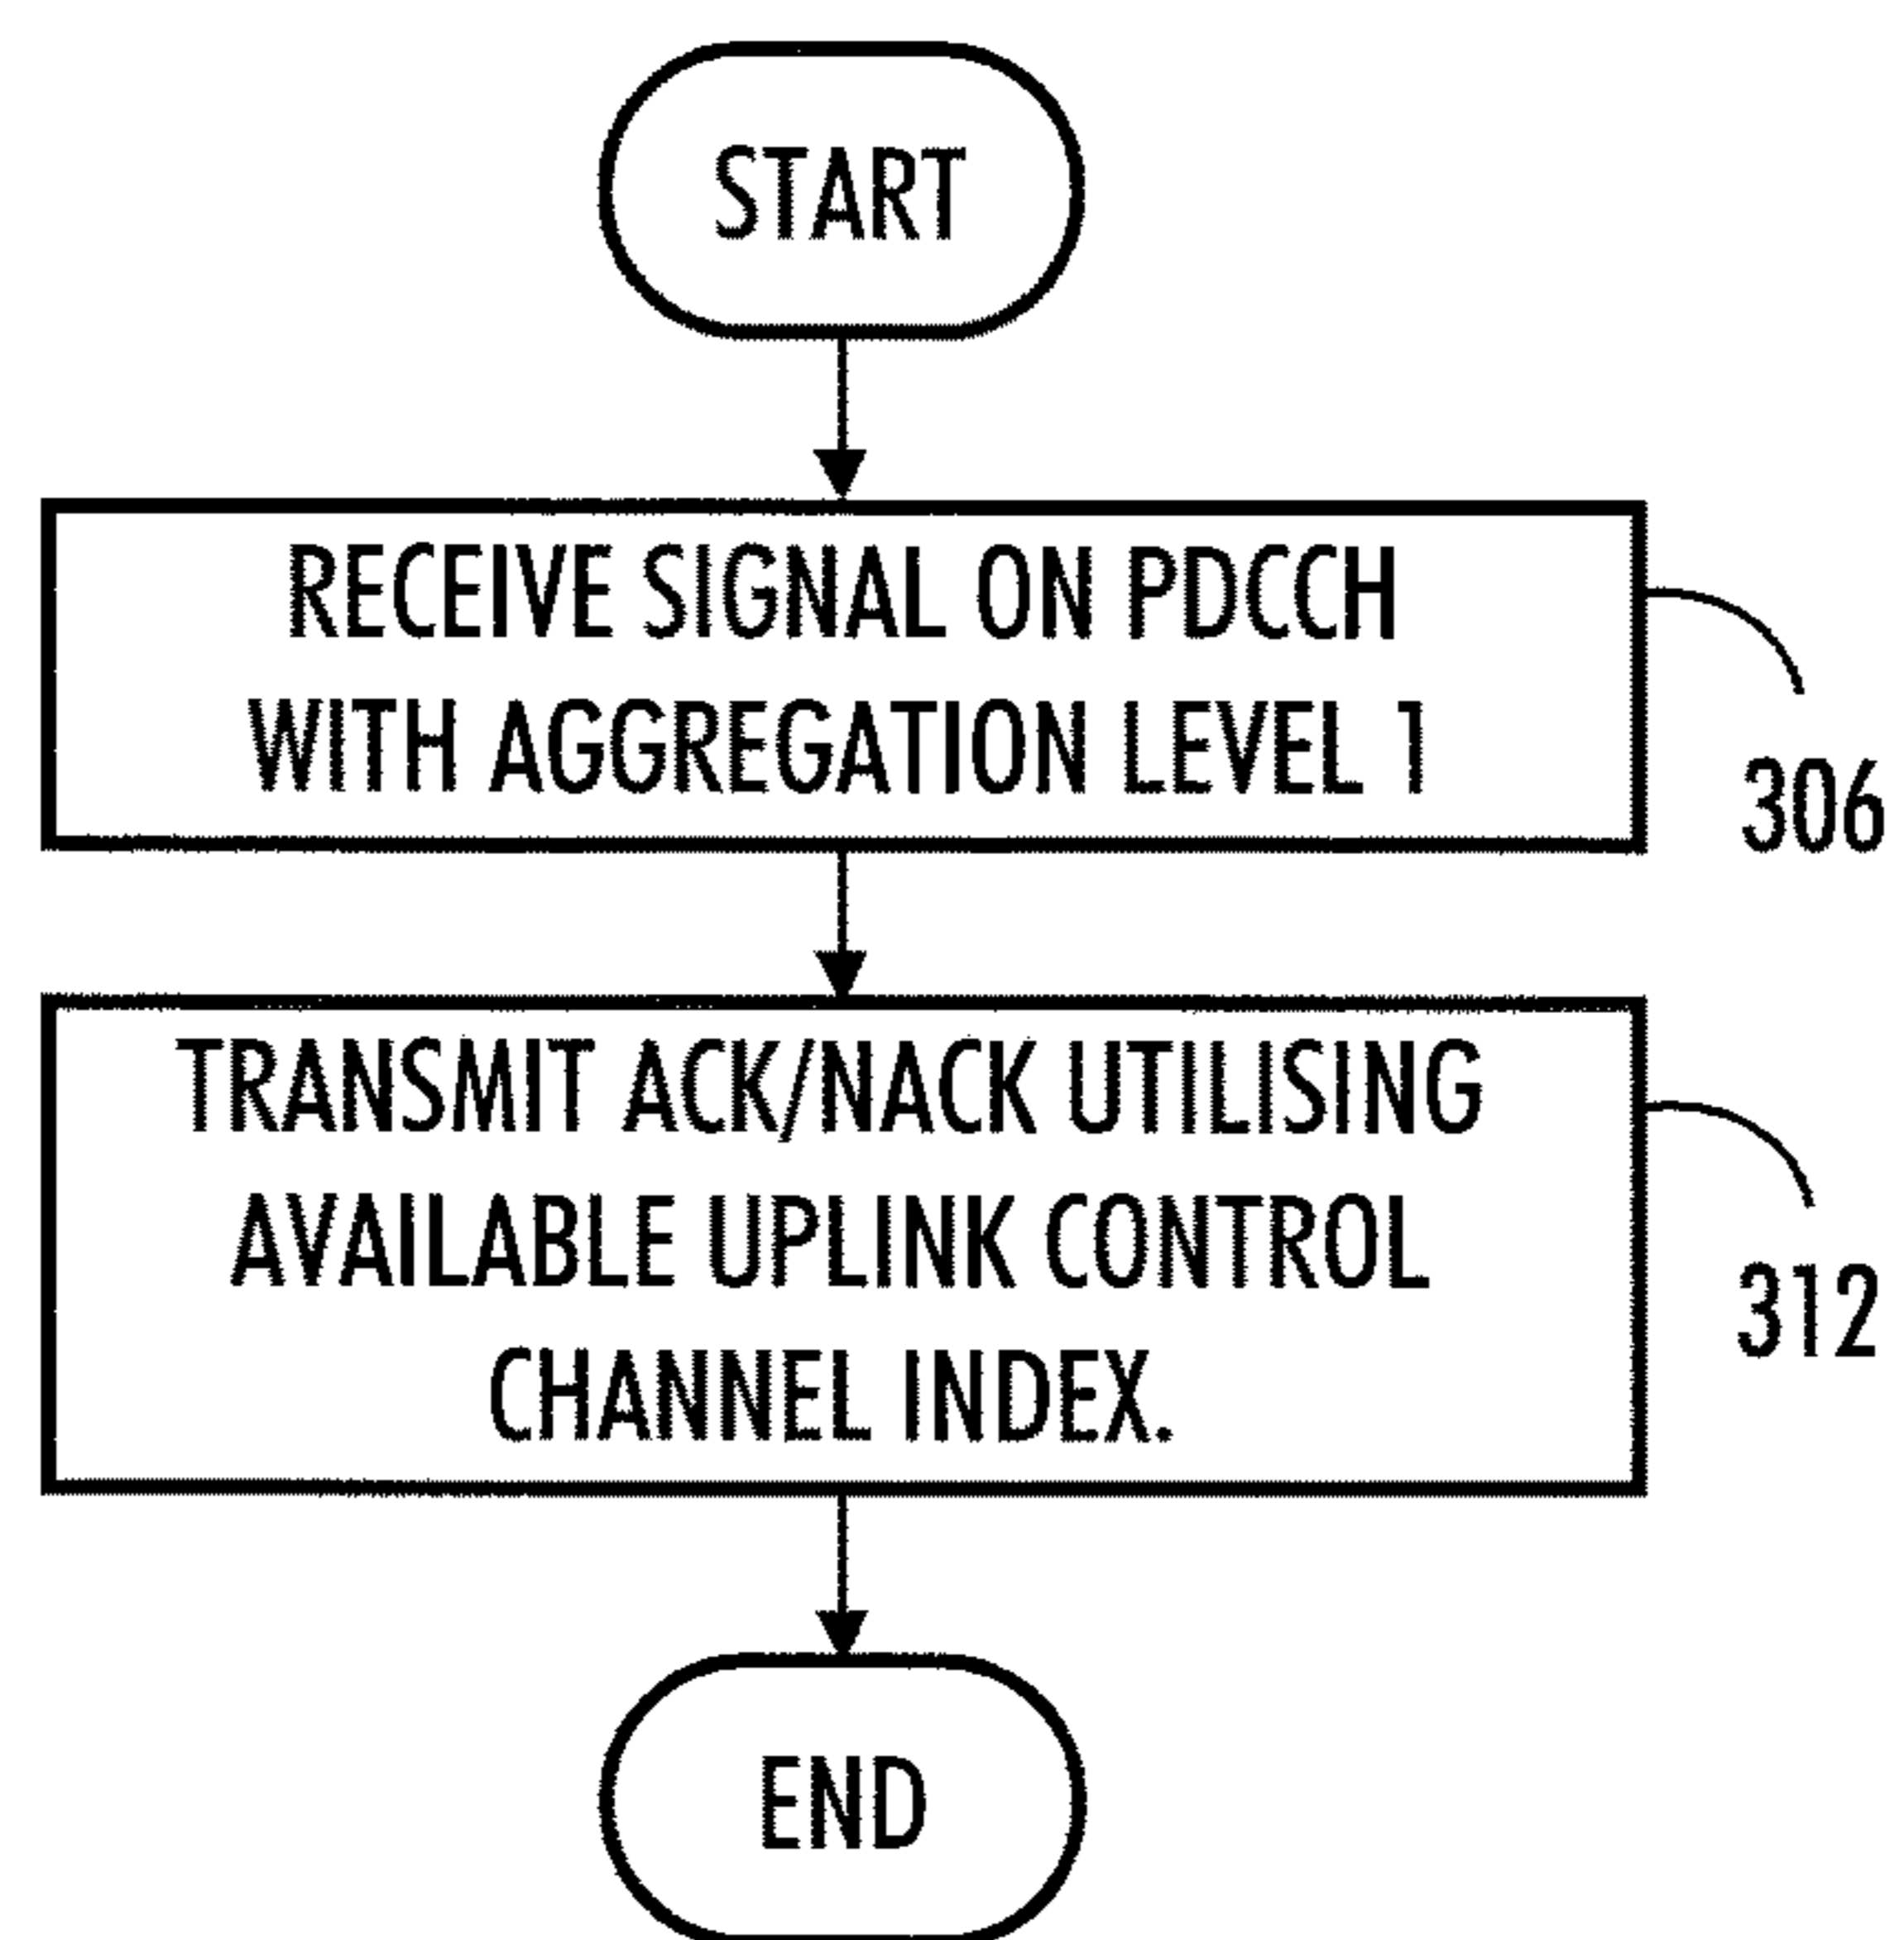 START
RECEIVE SIGNAL ON PDCCH
WITH AGGREGATION LEVEL 1
306
TRANSMIT ACK/NACK UTILISING
AVAILABLE UPLINK CONTROL
CHANNEL INDEX.
312
END